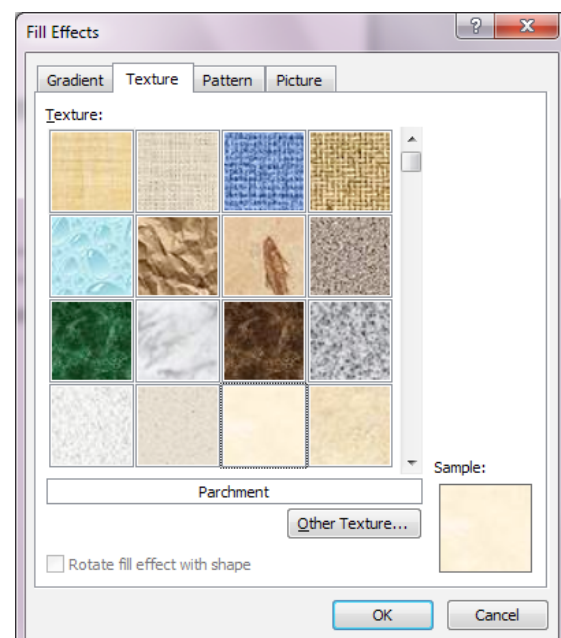 Fill Effects
Gradient Texture Pattern Picture
Texture:
Sample:
Parchment
Other Texture...
Rotate fill effect with shape
OK Cancel